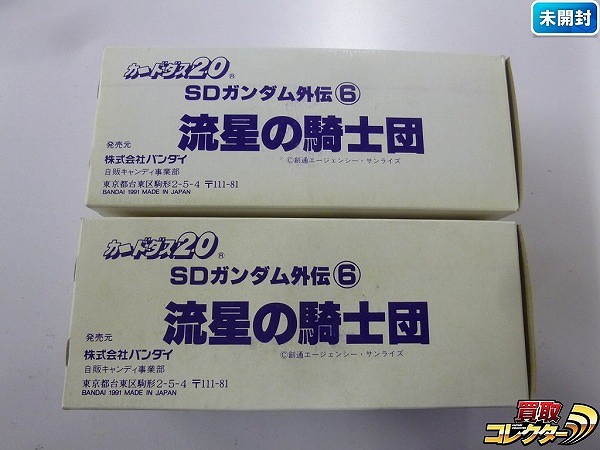 未開封
カードダス20®
SDガンダム外伝⑥
流星の騎士団
発売元
株式会社バンダイ
©創通エージェンシー・サンライズ
自販キャンディ事業部
東京都台東区駒形2-5-4 〒111-81
BANDAI 1991 MADE IN JAPAN
カードダス20®
SDガンダム外伝⑥
流星の騎士団
発売元
株式会社バンダイ
©創通エージェンシー・サンライズ
自販キャンディ事業部
東京都台東区駒形2-5-4 〒111-81
BANDAI 1991 MADE IN JAPAN
買取
コレクター